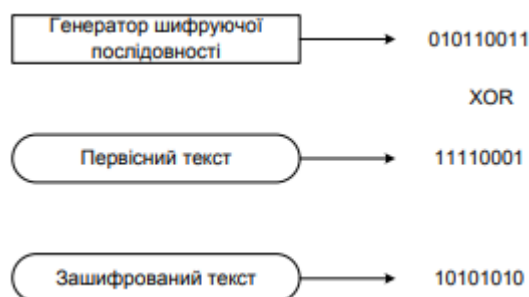 Генератор шифруючої
послідовності
010110011
XOR
Первісний текст
11110001
Зашифрований текст
10101010